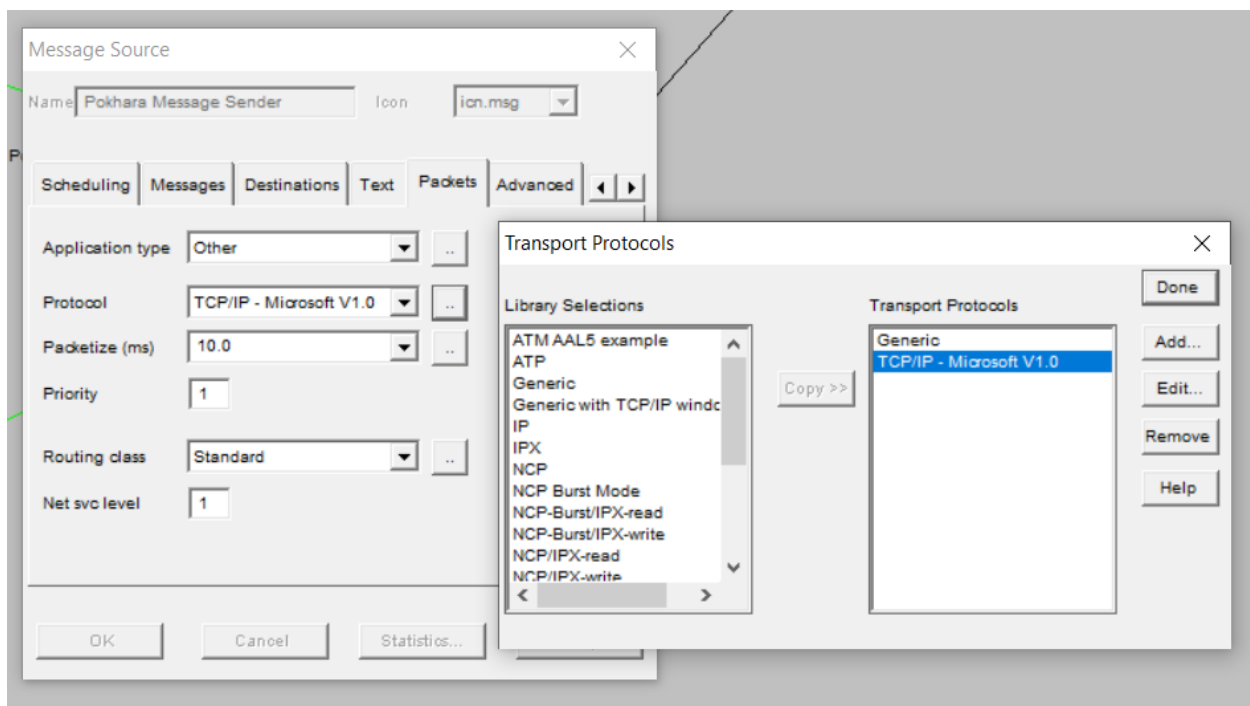 Message Source
Name Pokhara Message Sender Icon icn.msg
Scheduling Messages Destinations Text Packets Advanced
Application type Other ..
Protocol TCP/IP - Microsoft V1.0 ..
Packetize (ms) 10.0 ..
Priority 1
Routing class Standard ..
Net svc level 1
OK Cancel Statistics...
Transport Protocols
Library Selections
ATM AAL5 example
ATP
Generic
Generic with TCP/IP windo
IP
IPX
NCP
NCP Burst Mode
NCP-Burst/IPX-read
NCP-Burst/IPX-write
NCP/IPX-read
NCP/IPX-write
Copy >>
Transport Protocols
Generic
TCP/IP - Microsoft V1.0
Done
Add...
Edit...
Remove
Help